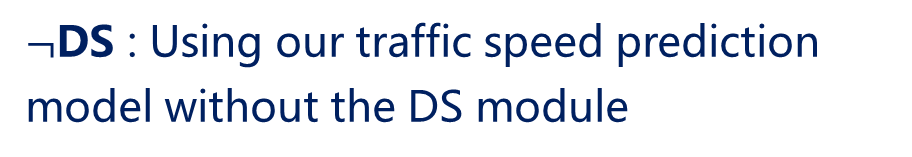 ¬DS : Using our traffic speed prediction
model without the DS module